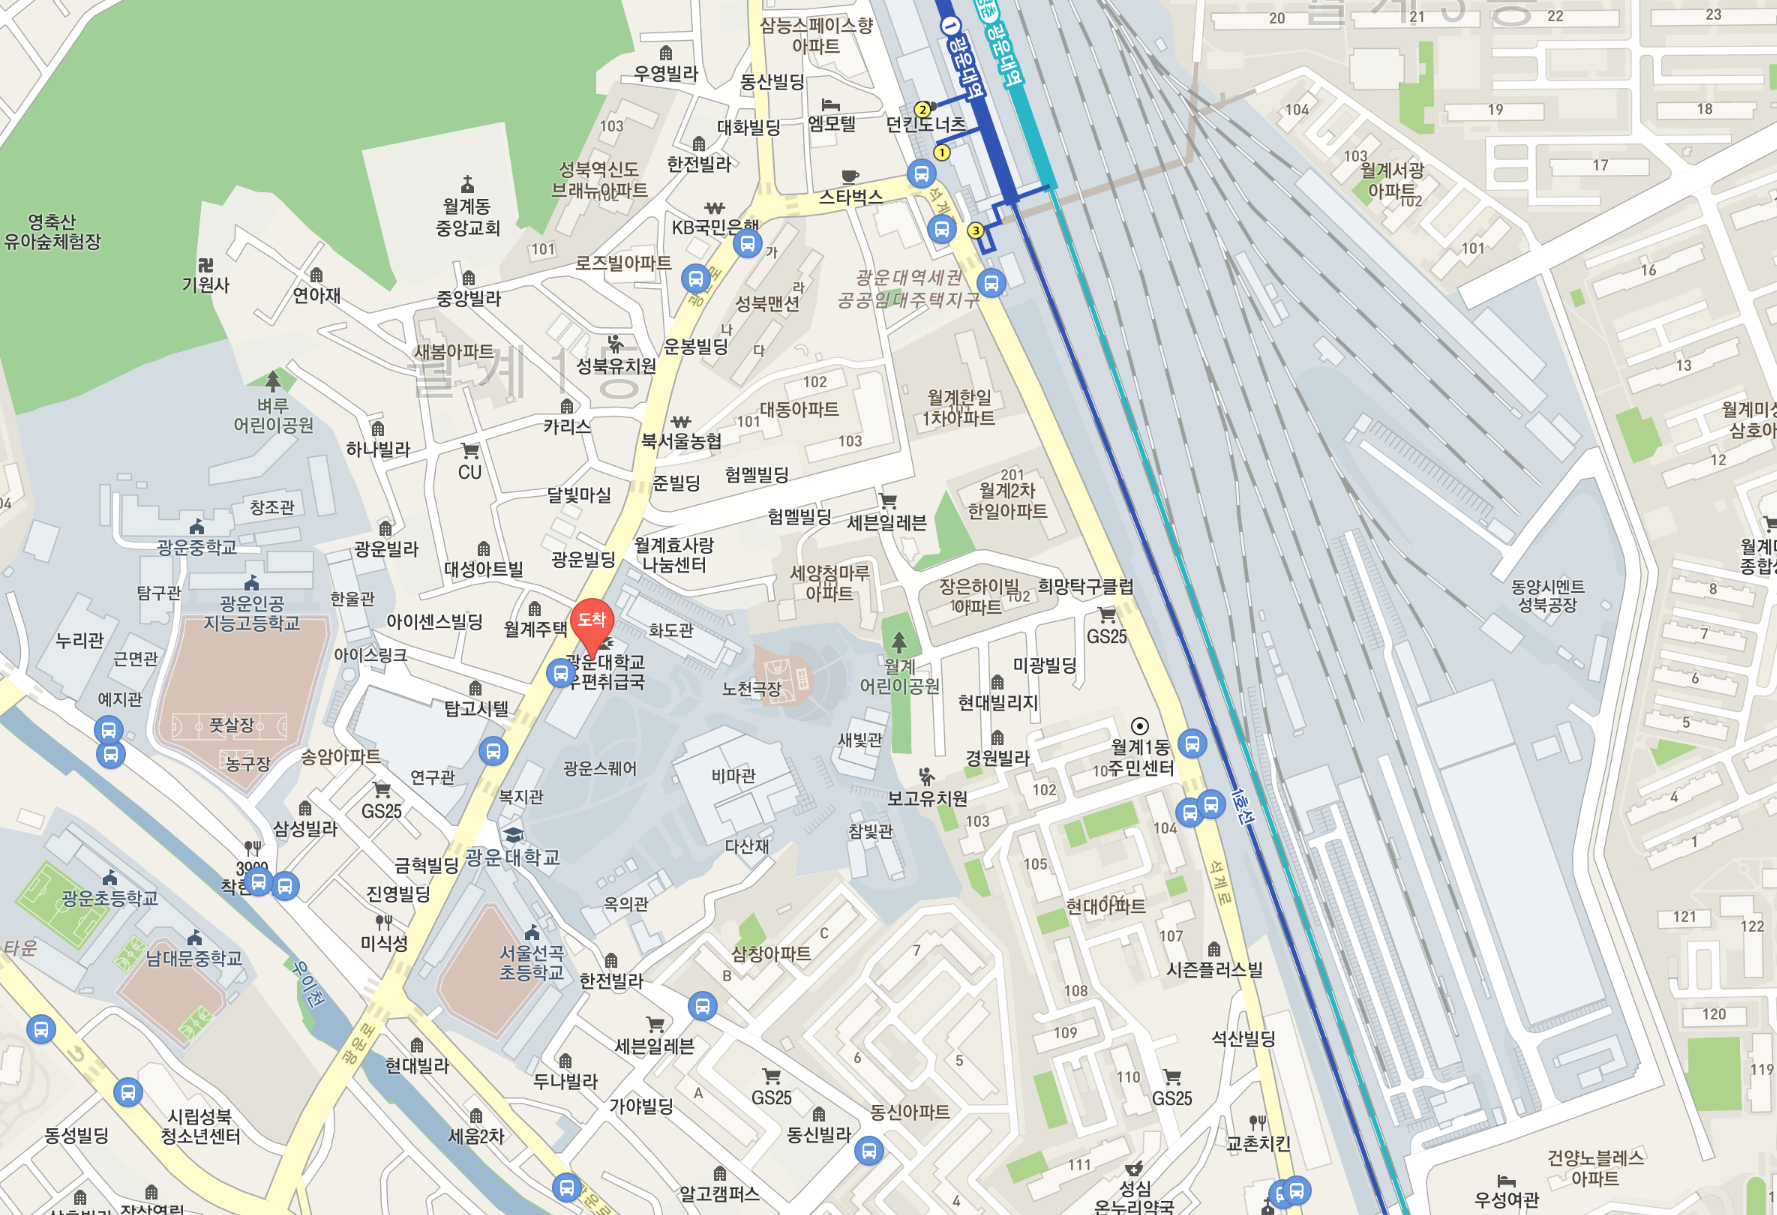 삼능스페이스향
아파트
우영빌라
동산빌딩
대화빌딩
엠모텔
던킨도너츠
한전빌라
103
성북역신도
브래뉴아파트
102
101
월계동
중앙교회
영축산
유아숲체험장
기원사
연아재
중앙빌라
스타벅스
KB국민은행
로즈빌아파트
성북맨션
가
라
나
다
운봉빌딩
광운대역세권
공공임대주택지구
1 광운대역
광운대역
2
1
3
석계
20
21
22
23
월계3동
19
18
17
104
103
월계서광
아파트
102
101
16
13
12
월계미성
삼호아
새봄아파트
월계1동
성북유치원
벼루
어린이공원
하나빌라
카리스
CU
북서울농협
102
대동아파트
101
103
월계한일
1차아파트
101
준빌딩
험멜빌딩
험멜빌딩
달빛마실
세븐일레븐
201
월계2차
한일아파트
창조관
광운중학교
광운빌라
대성아트빌
광운빌딩
월계효사랑
나눔센터
세양청마루
아파트
장은하이빌
아파트
102
희망탁구클럽
GS25
동양시멘트
성북공장
8
7
6
5
4
1
탐구관
광운인공
지능고등학교
한울관
아이센스빌딩
월계주택
도착
광운대학교
우편취급국
화도관
노천극장
월계
어린이공원
미광빌딩
누리관
근면관
예지관
아이스링크
탑고시텔
풋살장
농구장
송암아파트
연구관
GS25
삼성빌라
복지관
광운스퀘어
비마관
새빛관
현대빌리지
경원빌라
월계1동
주민센터
보고유치원
102
103
104
105
참빛관
다산재
1호선
석계로
광운대학교
금혁빌딩
진영빌딩
미식성
광운초등학교
남대문중학교
타운
우이천
옥의관
서울선곡
초등학교
한전빌라
삼창아파트
C
B
A
7
현대아파트
107
시즌플러스빌
108
109
110
111
121
122
120
119
석산빌딩
GS25
광운로
현대빌라
세븐일레븐
두나빌라
가야빌딩
GS25
6
5
4
동신아파트
동신빌라
세움2차
알고캠퍼스
시립성북
청소년센터
동성빌딩
광운로
성심
온누리약국
교촌치킨
건양노블레스
아파트
우성여관